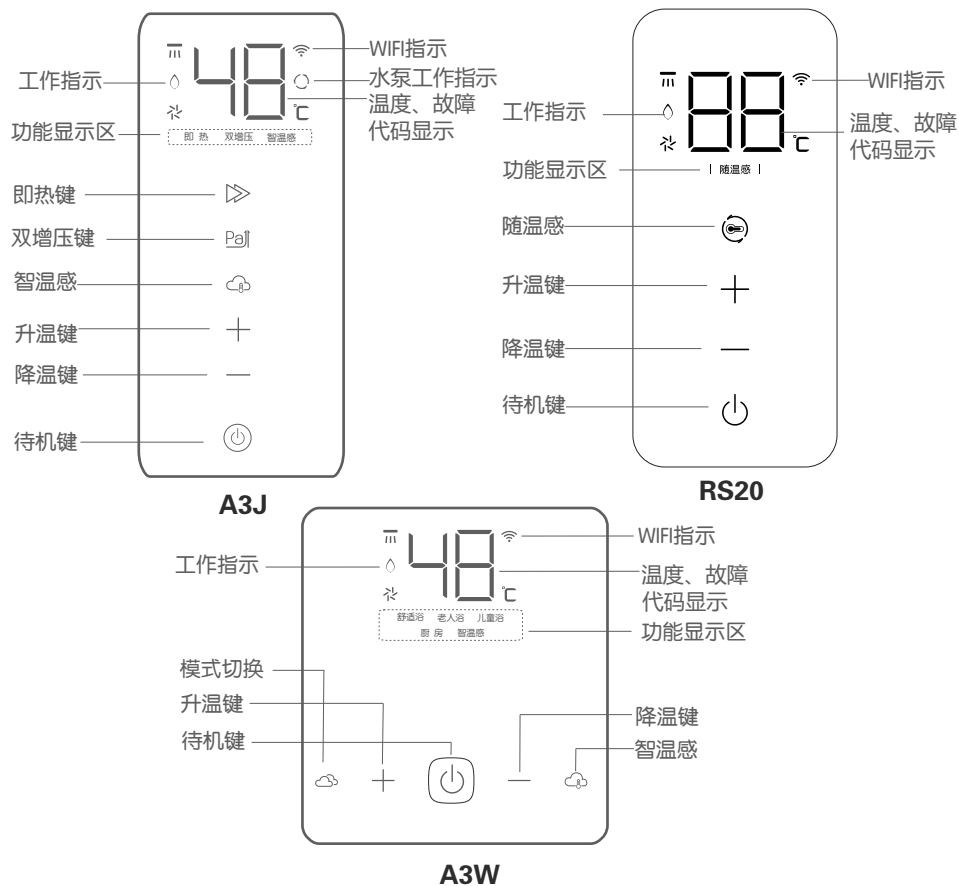 WIFI指示
水泵工作指示
温度、故障
代码显示
工作指示
48
℃
功能显示区
即 热 双增压 智温感
即热键
双增压键
Pa
智温感
升温键
降温键
待机键
A3J
WIFI指示
工作指示
88
℃
温度、故障
代码显示
功能显示区
随温感
随温感
升温键
降温键
待机键
RS20
WIFI指示
工作指示
48
℃
温度、故障
代码显示
舒适浴 老人浴 儿童浴
厨 房 智温感
功能显示区
模式切换
升温键
待机键
降温键
智温感
A3W